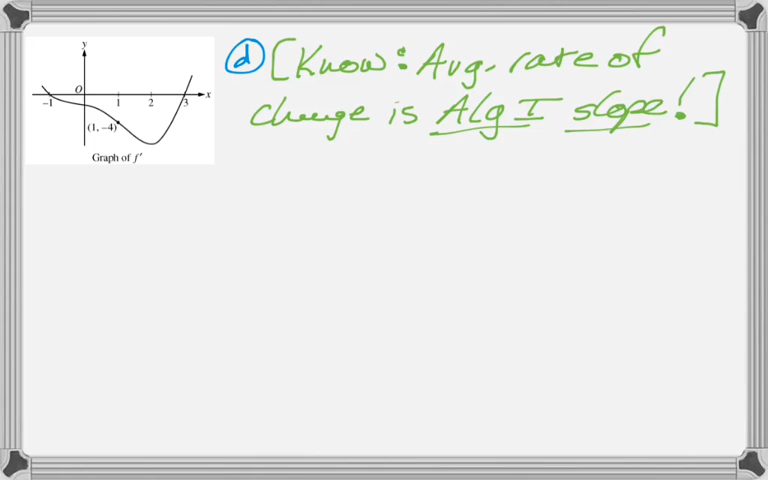 y
O
x
-1
1
2
3
(1, -4)
Graph of f′
(d) [Know: Avg. rate of
change is Alg I slope!]